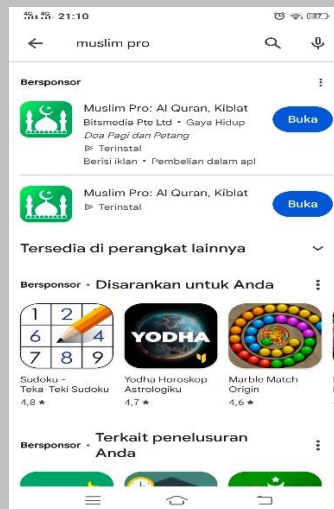 4G 4G 21:10
muslim pro
Bersponsor
Muslim Pro: Al Quran, Kiblat
Bitsmedia Pte Ltd • Gaya Hidup
Doa Pagi dan Petang
Terinstal
Berisi iklan • Pembelian dalam apl
Buka
Muslim Pro: Al Quran, Kiblat
Terinstal
Buka
Tersedia di perangkat lainnya
Bersponsor • Disarankan untuk Anda
1 2
6 4
7 8 9
YODHA
Sudoku -
Teka-Teki Sudoku
4,8 ★
Yodha Horoskop
Astrologiku
4,7 ★
Marble Match
Origin
4,6 ★
Bersponsor • Terkait penelusuran
Anda